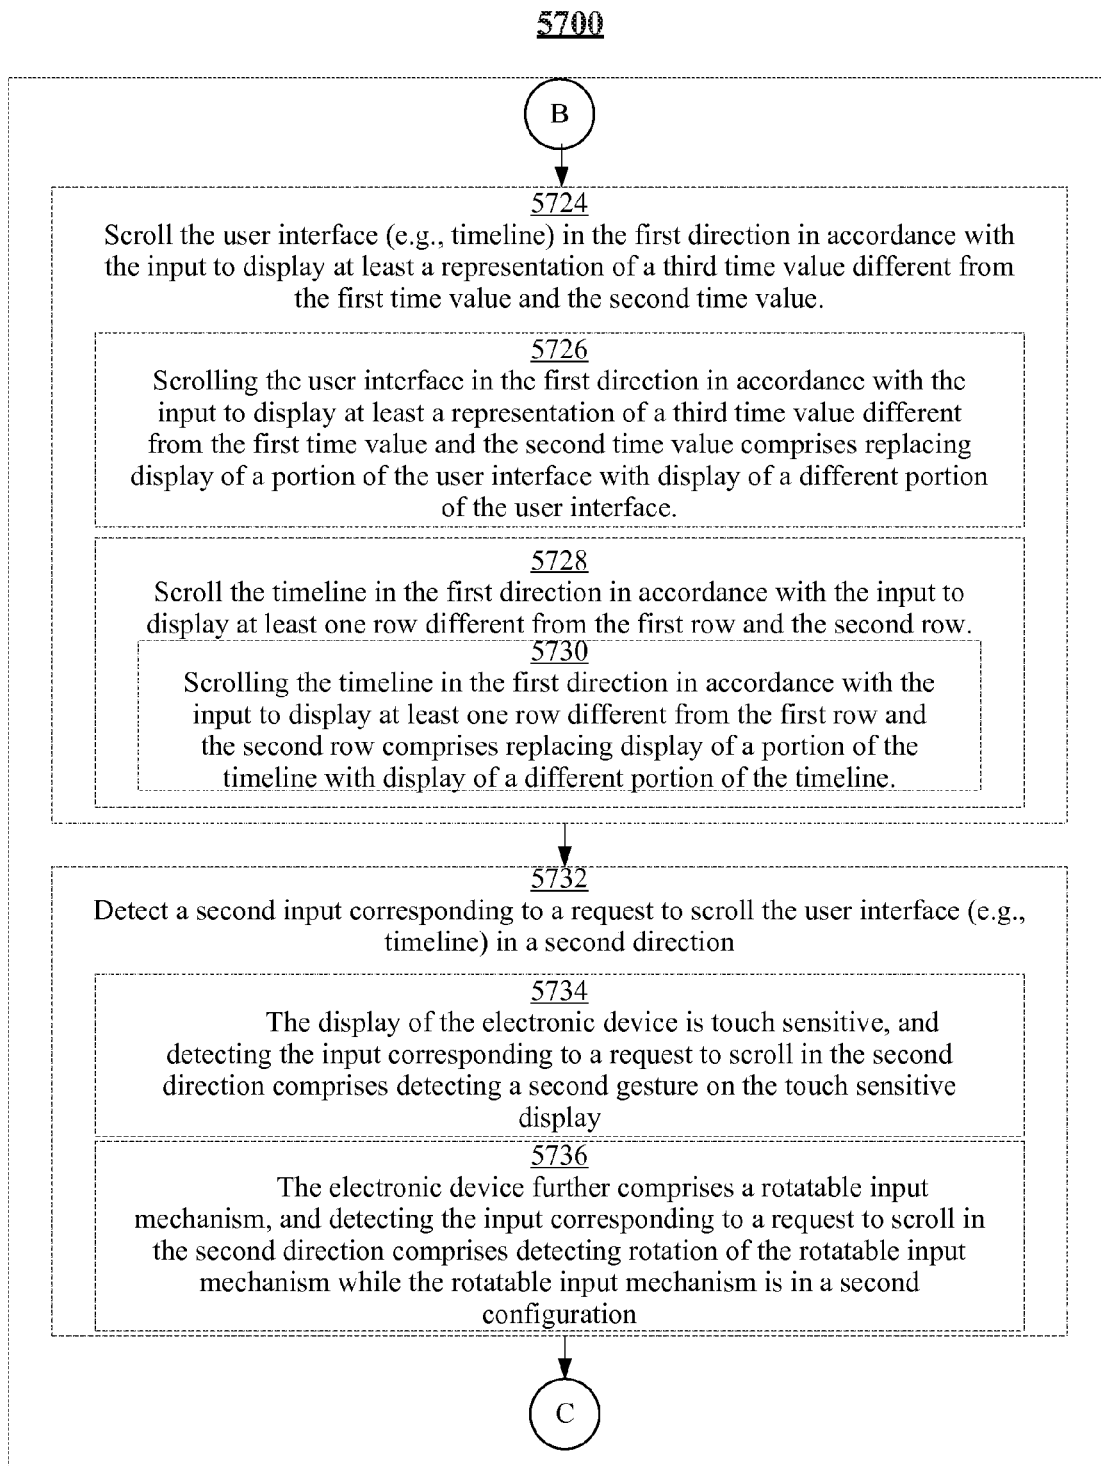 5700
B
5724
Scroll the user interface (e.g., timeline) in the first direction in accordance with
the input to display at least a representation of a third time value different from
the first time value and the second time value.
5726
Scrolling the user interface in the first direction in accordance with the
input to display at least a representation of a third time value different
from the first time value and the second time value comprises replacing
display of a portion of the user interface with display of a different portion
of the user interface.
5728
Scroll the timeline in the first direction in accordance with the input to
display at least one row different from the first row and the second row.
5730
Scrolling the timeline in the first direction in accordance with the
input to display at least one row different from the first row and
the second row comprises replacing display of a portion of the
timeline with display of a different portion of the timeline.
5732
Detect a second input corresponding to a request to scroll the user interface (e.g.,
timeline) in a second direction
5734
The display of the electronic device is touch sensitive, and
detecting the input corresponding to a request to scroll in the second
direction comprises detecting a second gesture on the touch sensitive
display
5736
The electronic device further comprises a rotatable input
mechanism, and detecting the input corresponding to a request to scroll in
the second direction comprises detecting rotation of the rotatable input
mechanism while the rotatable input mechanism is in a second
configuration
C